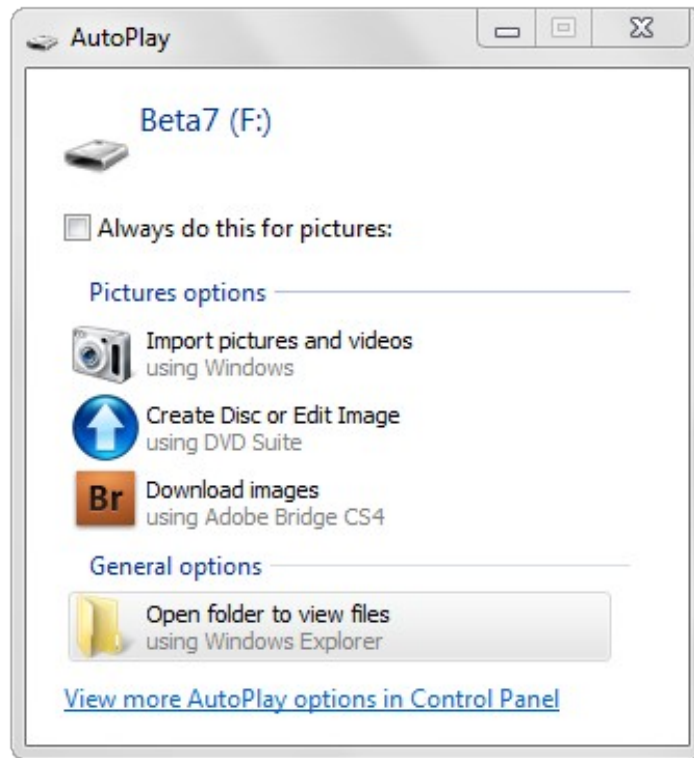 AutoPlay
Beta7 (F:)
Always do this for pictures:
Pictures options
Import pictures and videos
using Windows
Create Disc or Edit Image
using DVD Suite
Br
Download images
using Adobe Bridge CS4
General options
Open folder to view files
using Windows Explorer
View more AutoPlay options in Control Panel